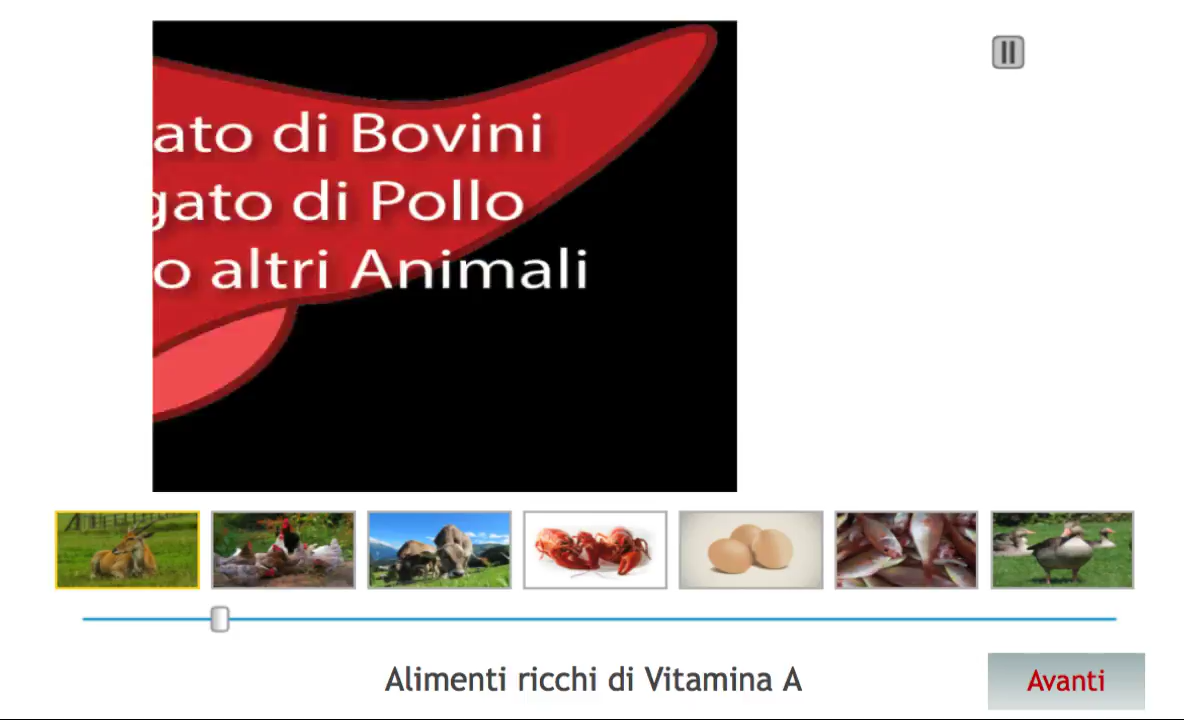 ato di Bovini
gato di Pollo
o altri Animali
Alimenti ricchi di Vitamina A
Avanti